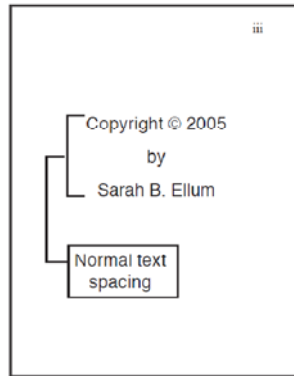 iii
Copyright © 2005
by
Sarah B. Ellum
Normal text
spacing